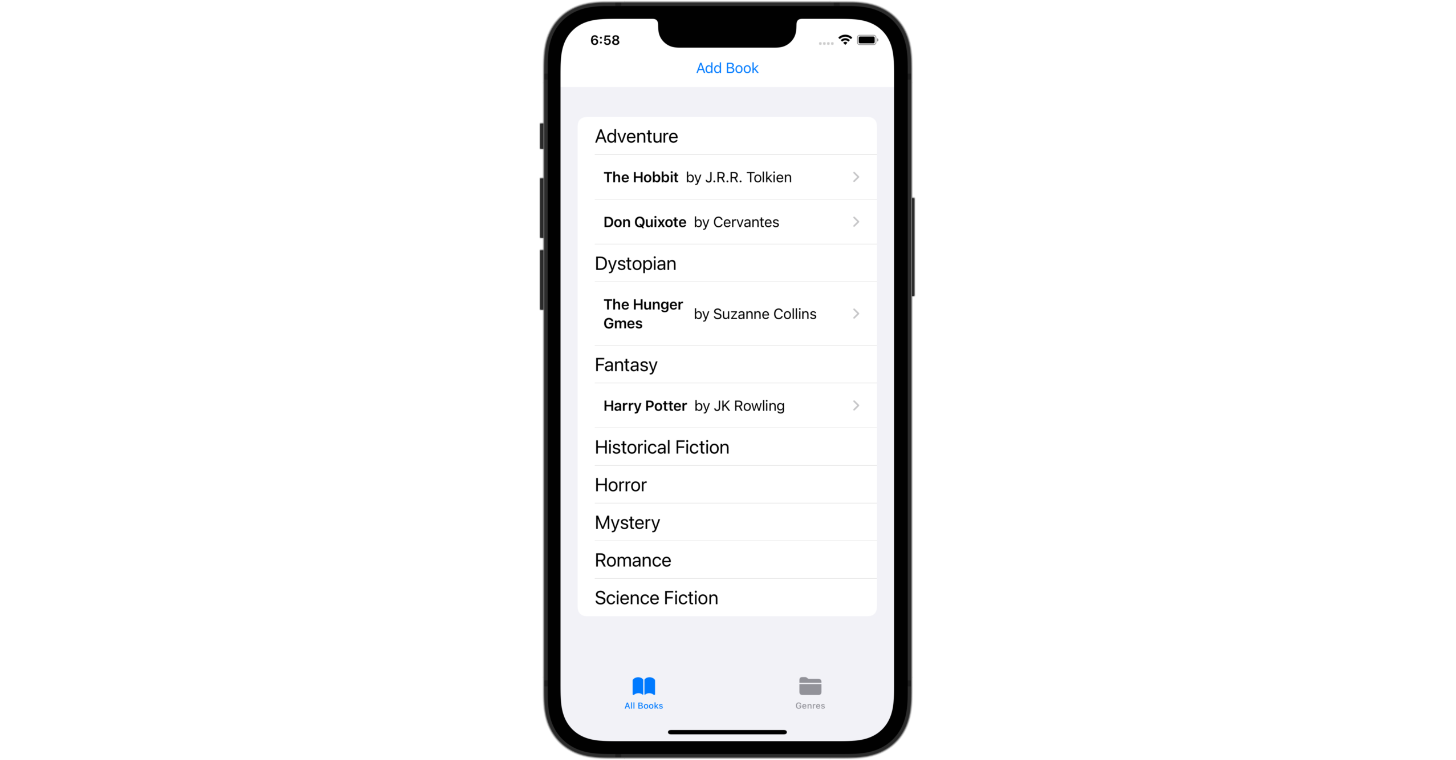 6:58
Add Book
Adventure
The Hobbit by J.R.R. Tolkien
Don Quixote by Cervantes
Dystopian
The Hunger
Gmes
by Suzanne Collins
Fantasy
Harry Potter by JK Rowling
Historical Fiction
Horror
Mystery
Romance
Science Fiction
All Books
Genres